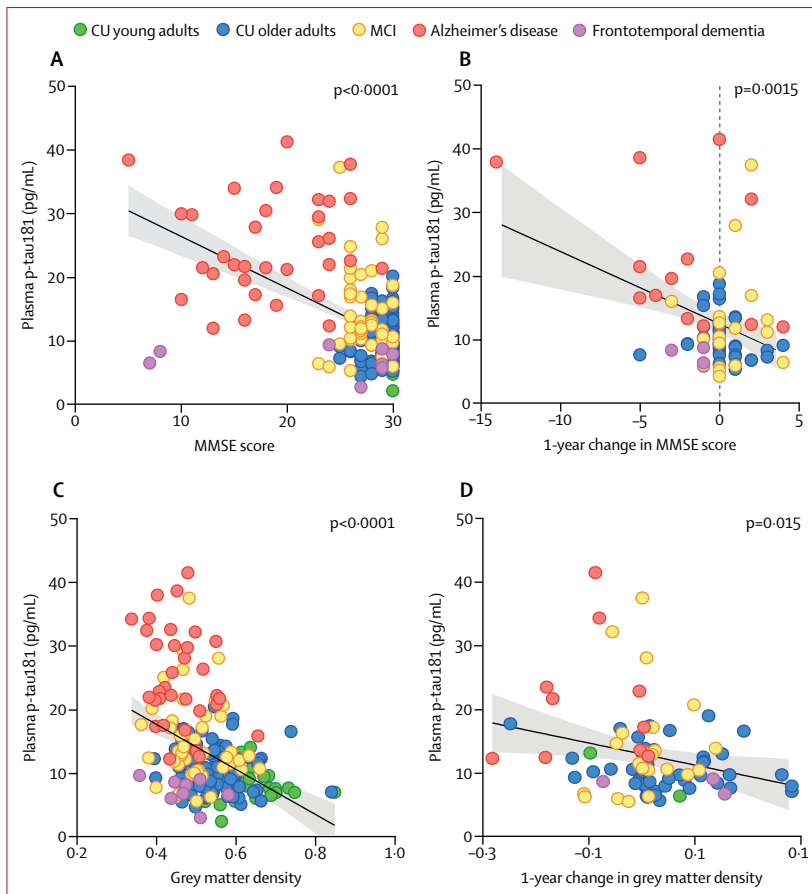 CU young adults CU older adults MCI Alzheimer's disease Frontotemporal dementia
A
p<0·0001
50
40
30
20
10
0
Plasma p-tau181 (pg/mL)
0 10 20 30
MMSE score
B
p=0·0015
50
40
30
20
10
0
Plasma p-tau181 (pg/mL)
−15 −10 −5 0 5
1-year change in MMSE score
C
p<0·0001
50
40
30
20
10
0
Plasma p-tau181 (pg/mL)
0·2 0·4 0·6 0·8 1·0
Grey matter density
D
p=0·015
50
40
30
20
10
0
Plasma p-tau181 (pg/mL)
−0·3 −0·2 −0·1 0 0·1 0·1
1-year change in grey matter density